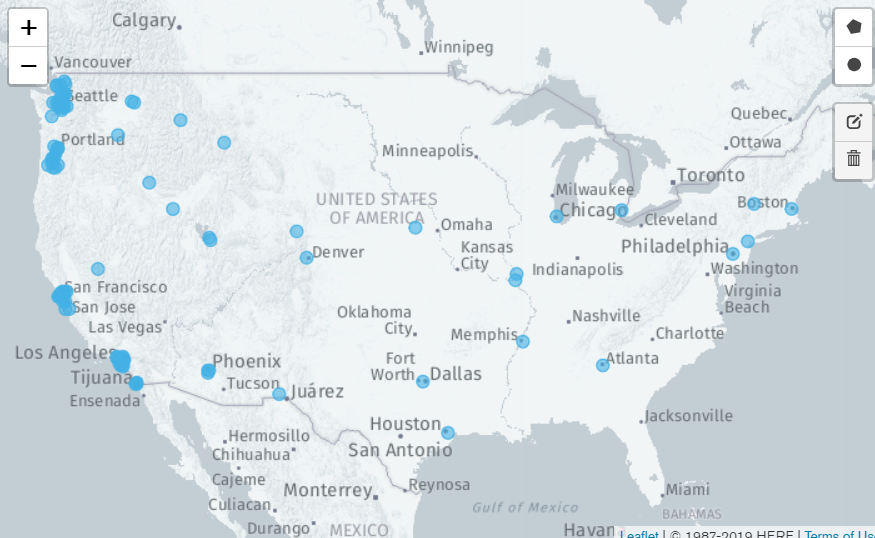 +
−
Calgary
Winnipeg
Vancouver
Seattle
Quebec
Ottawa
Portland
Minneapolis
Toronto
Milwaukee
UNITED STATES
OF AMERICA
Boston
Chicago
Cleveland
Omaha
Philadelphia
Kansas
City
Denver
Indianapolis
Washington
San Francisco
Virginia
Beach
San Jose
Las Vegas
Oklahoma
City
Nashville
Memphis
Charlotte
Los Angeles
Phoenix
Fort
Worth
Dallas
Atlanta
Tijuana
Tucson
Juárez
Ensenada
Jacksonville
Houston
Hermosillo
San Antonio
Chihuahua
Cajeme
Monterrey
Reynosa
Miami
Culiacan
Gulf of Mexico
BAHAMAS
Durango
MEXICO
Havan
Leaflet | © 1987-2019 HERE | Terms of Us